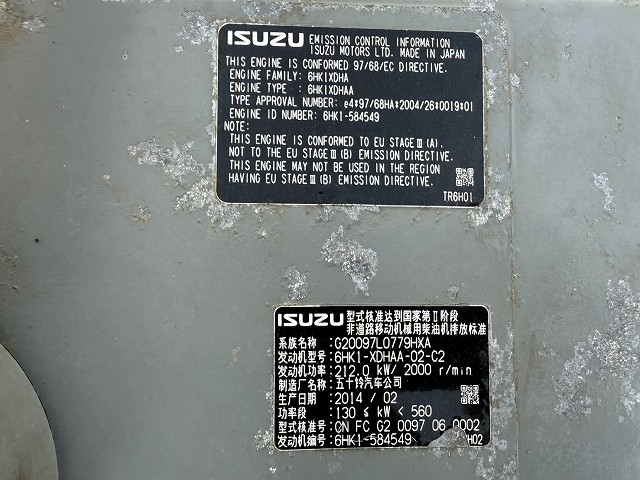 ISUZU EMISSION CONTROL INFORMATION
ISUZU MOTORS LTD. MADE IN JAPAN
THIS ENGINE IS CONFORMED 97/68/EC DIRECTIVE.
ENGINE FAMILY: 6HK1XDHA
ENGINE TYPE : 6HK1XDHAA
TYPE APPROVAL NUMBER: e4*97/68HA*2004/26*0019*01
ENGINE ID NUMBER: 6HK1-584549
NOTE:
THIS ENGINE IS CONFORMED TO EU STAGE Ⅲ (A).
NOT TO THE EU STAGE Ⅲ (B) EMISSION DIRECTIVE.
THIS ENGINE MAY NOT BE USED IN THE REGION
HAVING EU STAGE Ⅲ (B) EMISSION DIRECTIVE.
TR6H01
ISUZU 型式核准达到国家第Ⅱ阶段
非道路移动机械用柴油机排放标准
系族名称 : G20097L0779HXA
发动机型号: 6HK1-XDHAA-02-C2
发动机功率: 212.0 kW/ 2000 r/min
制造厂名称: 五十铃汽车公司
生产日期 : 2014 / 02
功率段 : 130 ≦ kW < 560
型式核准号: CN FC G2 0097 06 0002
发动机编号: 6HK1-584549
H02